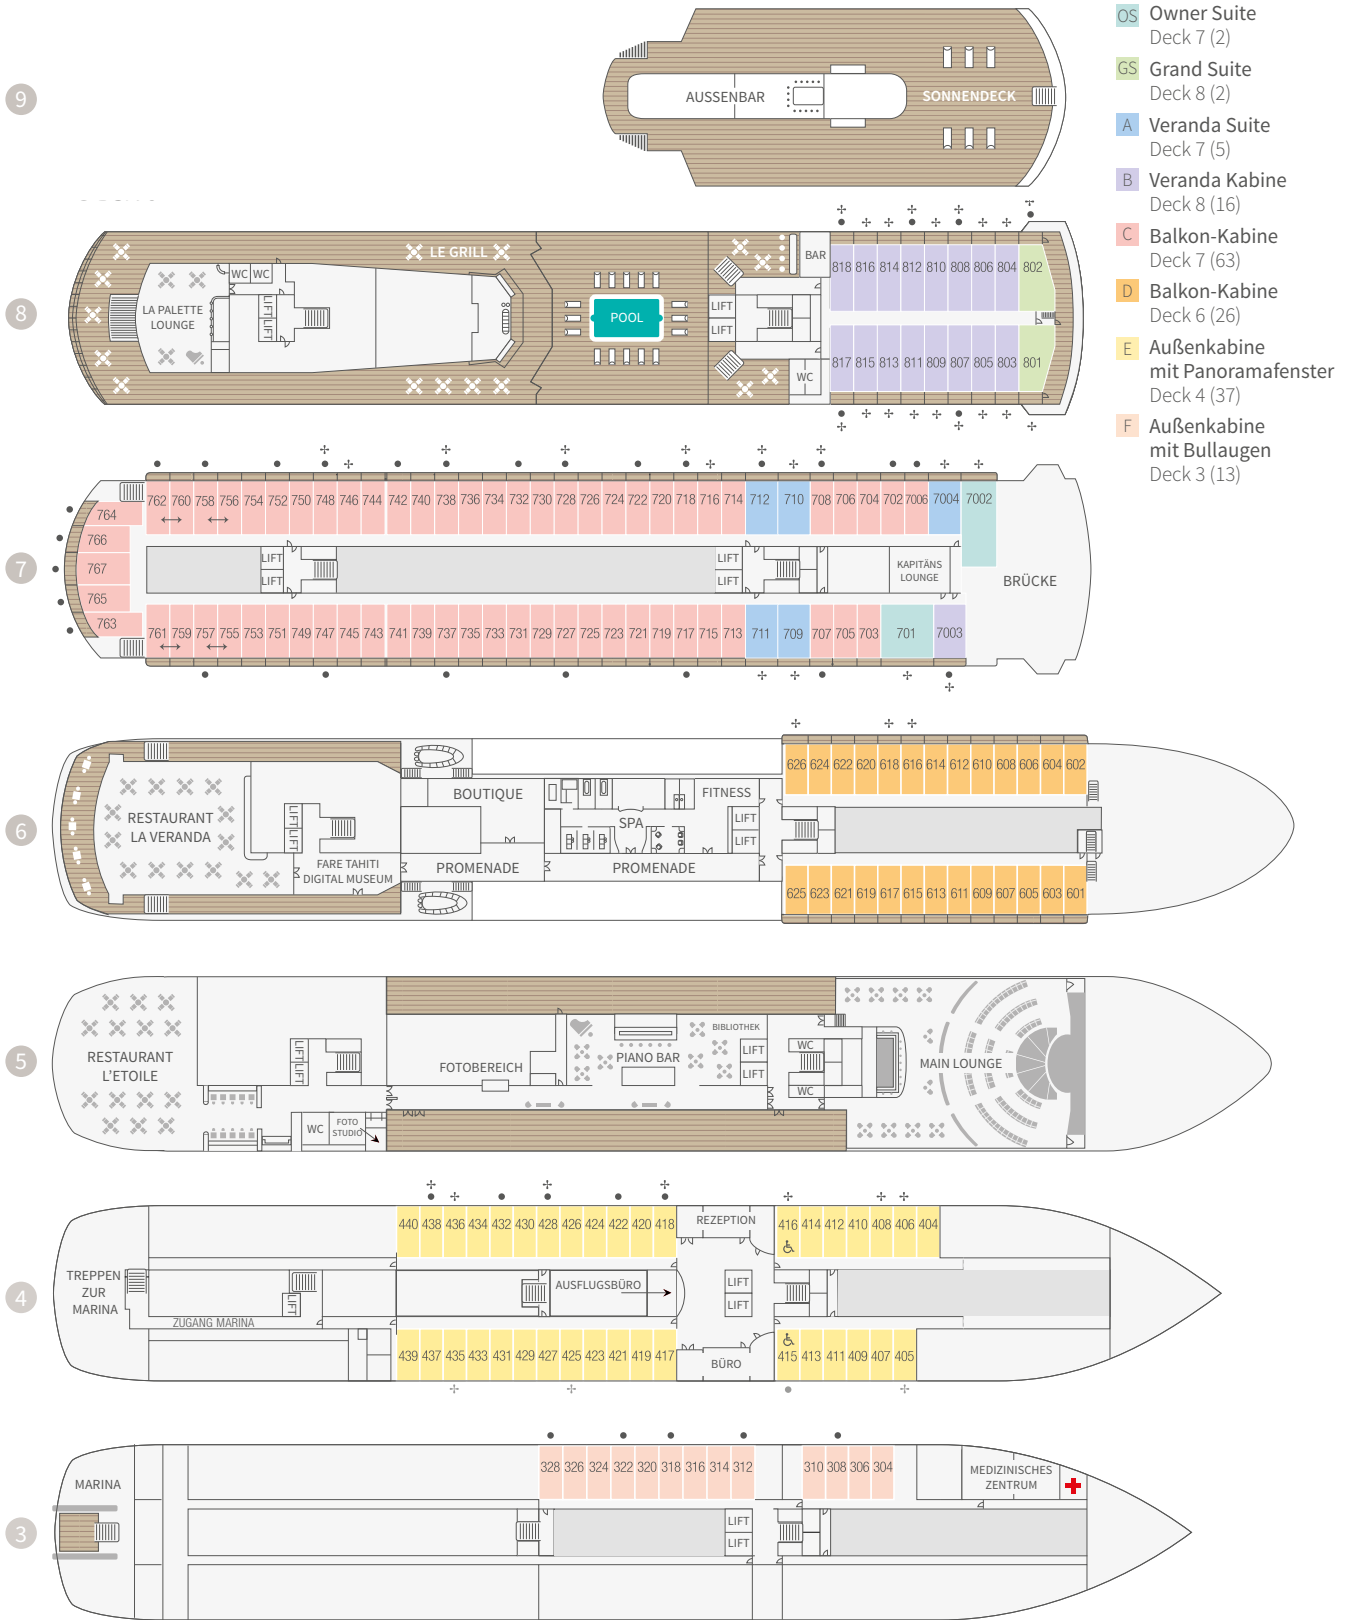 OS Owner Suite
Deck 7 (2)
GS Grand Suite
Deck 8 (2)
A Veranda Suite
Deck 7 (5)
B Veranda Kabine
Deck 8 (16)
C Balkon-Kabine
Deck 7 (63)
D Balkon-Kabine
Deck 6 (26)
E Außenkabine
mit Panoramafenster
Deck 4 (37)
F Außenkabine
mit Bullaugen
Deck 3 (13)
9
AUSSENBAR
SONNENDECK
8
LE GRILL
WC WC
LA PALETTE
LOUNGE
LIFT
LIFT
POOL
BAR
LIFT
LIFT
WC
818 816 814 812 810 808 806 804 802
817 815 813 811 809 807 805 803 801
7
762 760 758 756 754 752 750 748 746 744 742 740 738 736 734 732 730 728 726 724 722 720 718 716 714 712 710 708 706 704 702 7006 7004 7002
764
766
767
765
763
LIFT
LIFT
LIFT
LIFT
KAPITÄNS
LOUNGE
BRÜCKE
761 759 757 755 753 751 749 747 745 743 741 739 737 735 733 731 729 727 725 723 721 719 717 715 713 711 709 707 705 703 701 7003
6
RESTAURANT
LA VERANDA
LIFT
LIFT
FARE TAHITI
DIGITAL MUSEUM
BOUTIQUE
PROMENADE
SPA
FITNESS
LIFT
LIFT
PROMENADE
626 624 622 620 618 616 614 612 610 608 606 604 602
625 623 621 619 617 615 613 611 609 607 605 603 601
5
RESTAURANT
L'ETOILE
LIFT
LIFT
WC
FOTO
STUDIO
FOTOBEREICH
PIANO BAR
BIBLIOTHEK
LIFT
LIFT
WC
WC
MAIN LOUNGE
4
TREPPEN
ZUR
MARINA
LIFT
ZUGANG MARINA
440 438 436 434 432 430 428 426 424 422 420 418
REZEPTION
416 414 412 410 408 406 404
AUSFLUGSBÜRO
LIFT
LIFT
439 437 435 433 431 429 427 425 423 421 419 417
BÜRO
415 413 411 409 407 405
3
MARINA
328 326 324 322 320 318 316 314 312
310 308 306 304
MEDIZINISCHES
ZENTRUM
LIFT
LIFT